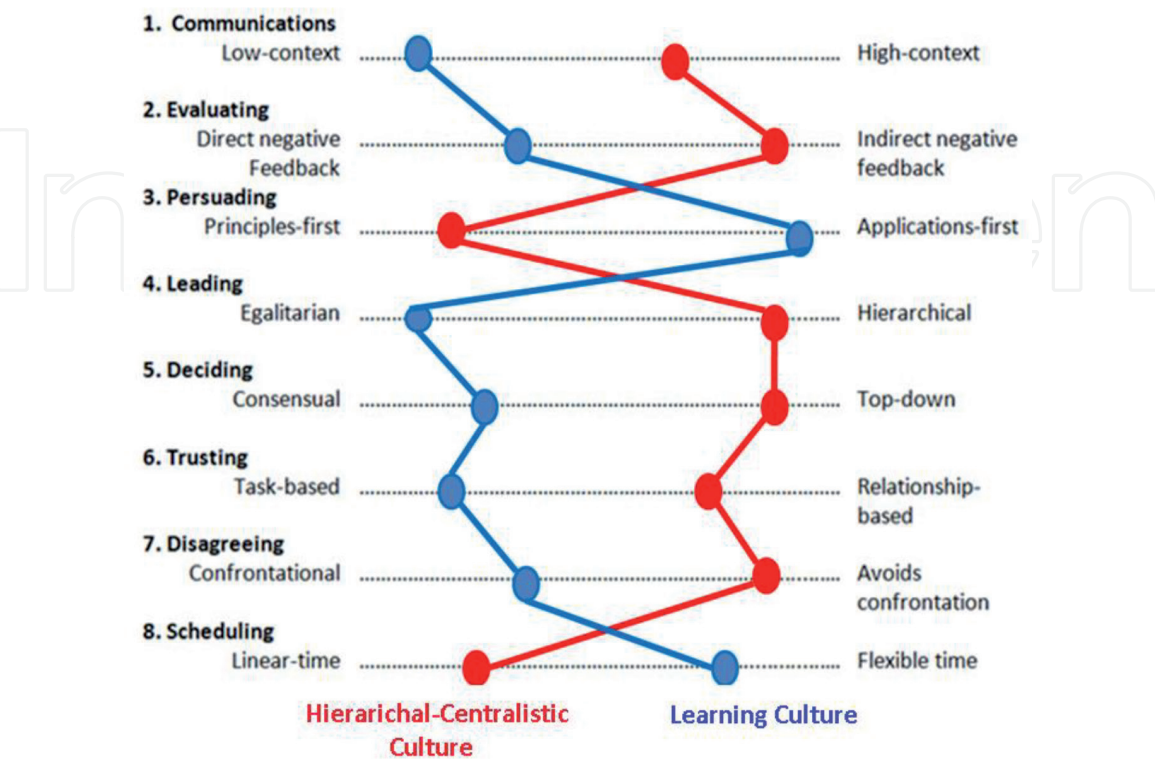 1. Communications
Low-context
High-context
2. Evaluating
Direct negative
Feedback
Indirect negative
feedback
3. Persuading
Principles-first
Applications-first
4. Leading
Egalitarian
Hierarchical
5. Deciding
Consensual
Top-down
6. Trusting
Task-based
Relationship-
based
7. Disagreeing
Confrontational
Avoids
confrontation
8. Scheduling
Linear-time
Flexible time
Hierarichal-Centralistic
Culture
Learning Culture